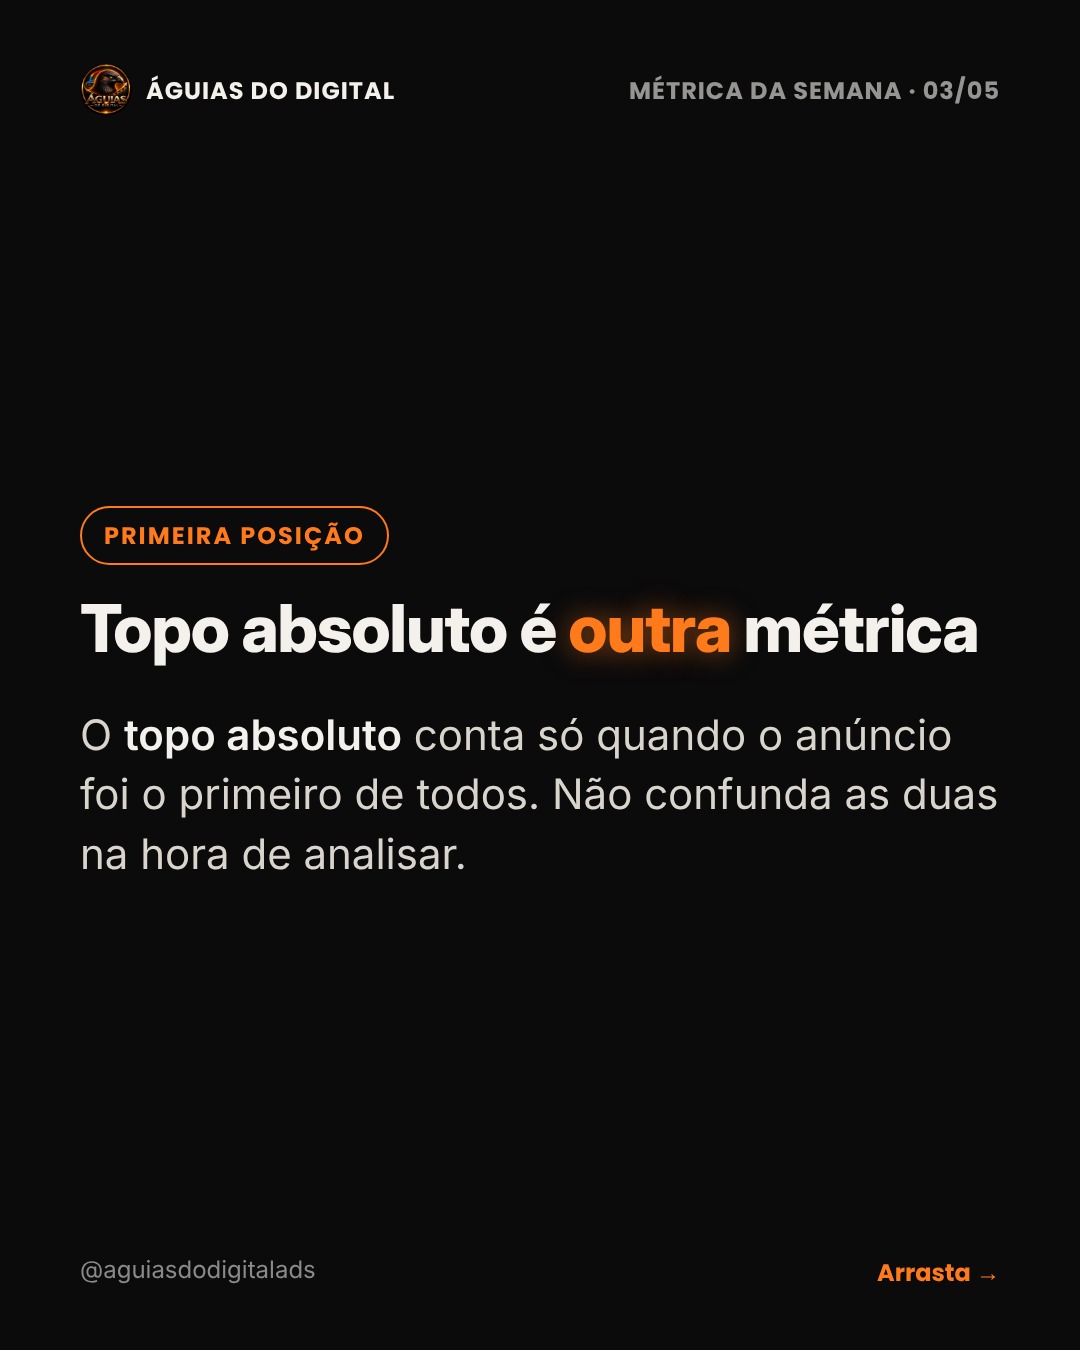 ÁGUIAS
ÁGUIAS DO DIGITAL
MÉTRICA DA SEMANA · 03/05
PRIMEIRA POSIÇÃO
Topo absoluto é outra métrica
O topo absoluto conta só quando o anúncio
foi o primeiro de todos. Não confunda as duas
na hora de analisar.
@aguiasdodigitalads
Arrasta →